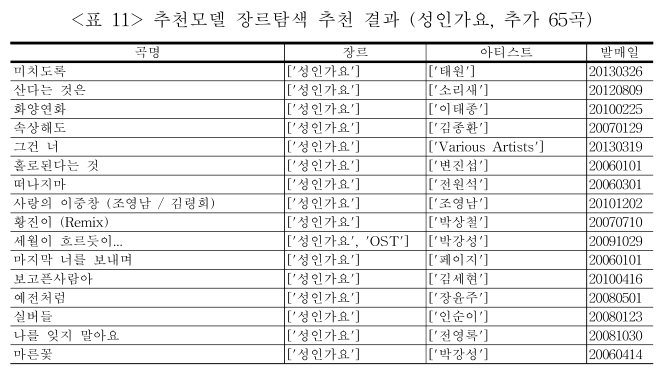 <표 11> 추천모델 장르탐색 추천 결과 (성인가요, 추가 65곡)
곡명 장르 아티스트 발매일
미치도록 ['성인가요'] ['태원'] 20130326
산다는 것은 ['성인가요'] ['소리새'] 20120809
화양연화 ['성인가요'] ['이태종'] 20100225
속상해도 ['성인가요'] ['김종환'] 20070129
그건 너 ['성인가요'] ['Various Artists'] 20130319
홀로된다는 것 ['성인가요'] ['변진섭'] 20060101
떠나지마 ['성인가요'] ['전원석'] 20060301
사랑의 이중창 (조영남 / 김령희) ['성인가요'] ['조영남'] 20101202
황진이 (Remix) ['성인가요'] ['박상철'] 20070710
세월이 흐르듯이... ['성인가요', 'OST'] ['박강성'] 20091029
마지막 너를 보내며 ['성인가요'] ['페이지'] 20060101
보고픈사람아 ['성인가요'] ['김세현'] 20100416
예전처럼 ['성인가요'] ['장윤주'] 20080501
실버들 ['성인가요'] ['인순이'] 20080123
나를 잊지 말아요 ['성인가요'] ['전영록'] 20081030
마른꽃 ['성인가요'] ['박강성'] 20060414